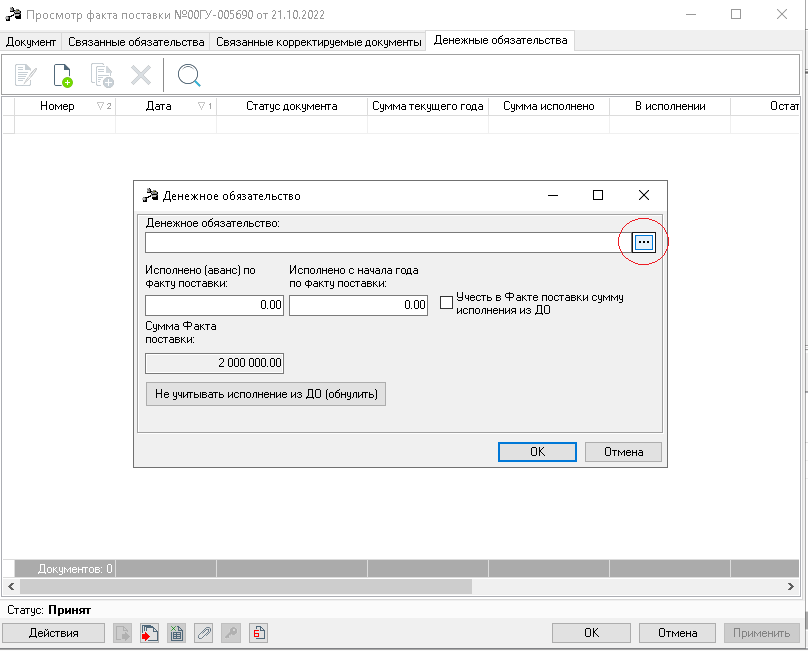 Просмотр факта поставки №00ГУ-005690 от 21.10.2022
Документ Связанные обязательства Связанные корректируемые документы Денежные обязательства
Номер 2 Дата 1 Статус документа Сумма текущего года Сумма исполнено В исполнении Остат
Денежное обязательство
Денежное обязательство:
...
Исполнено (аванс) по
факту поставки:
Исполнено с начала года
по факту поставки:
0.00 0.00
Учесть в Факте поставки сумму
исполнения из ДО
Сумма Факта
поставки:
2 000 000.00
Не учитывать исполнение из ДО (обнулить)
ОК Отмена
Документов: 0
Статус: Принят
Действия ОК Отмена Применить